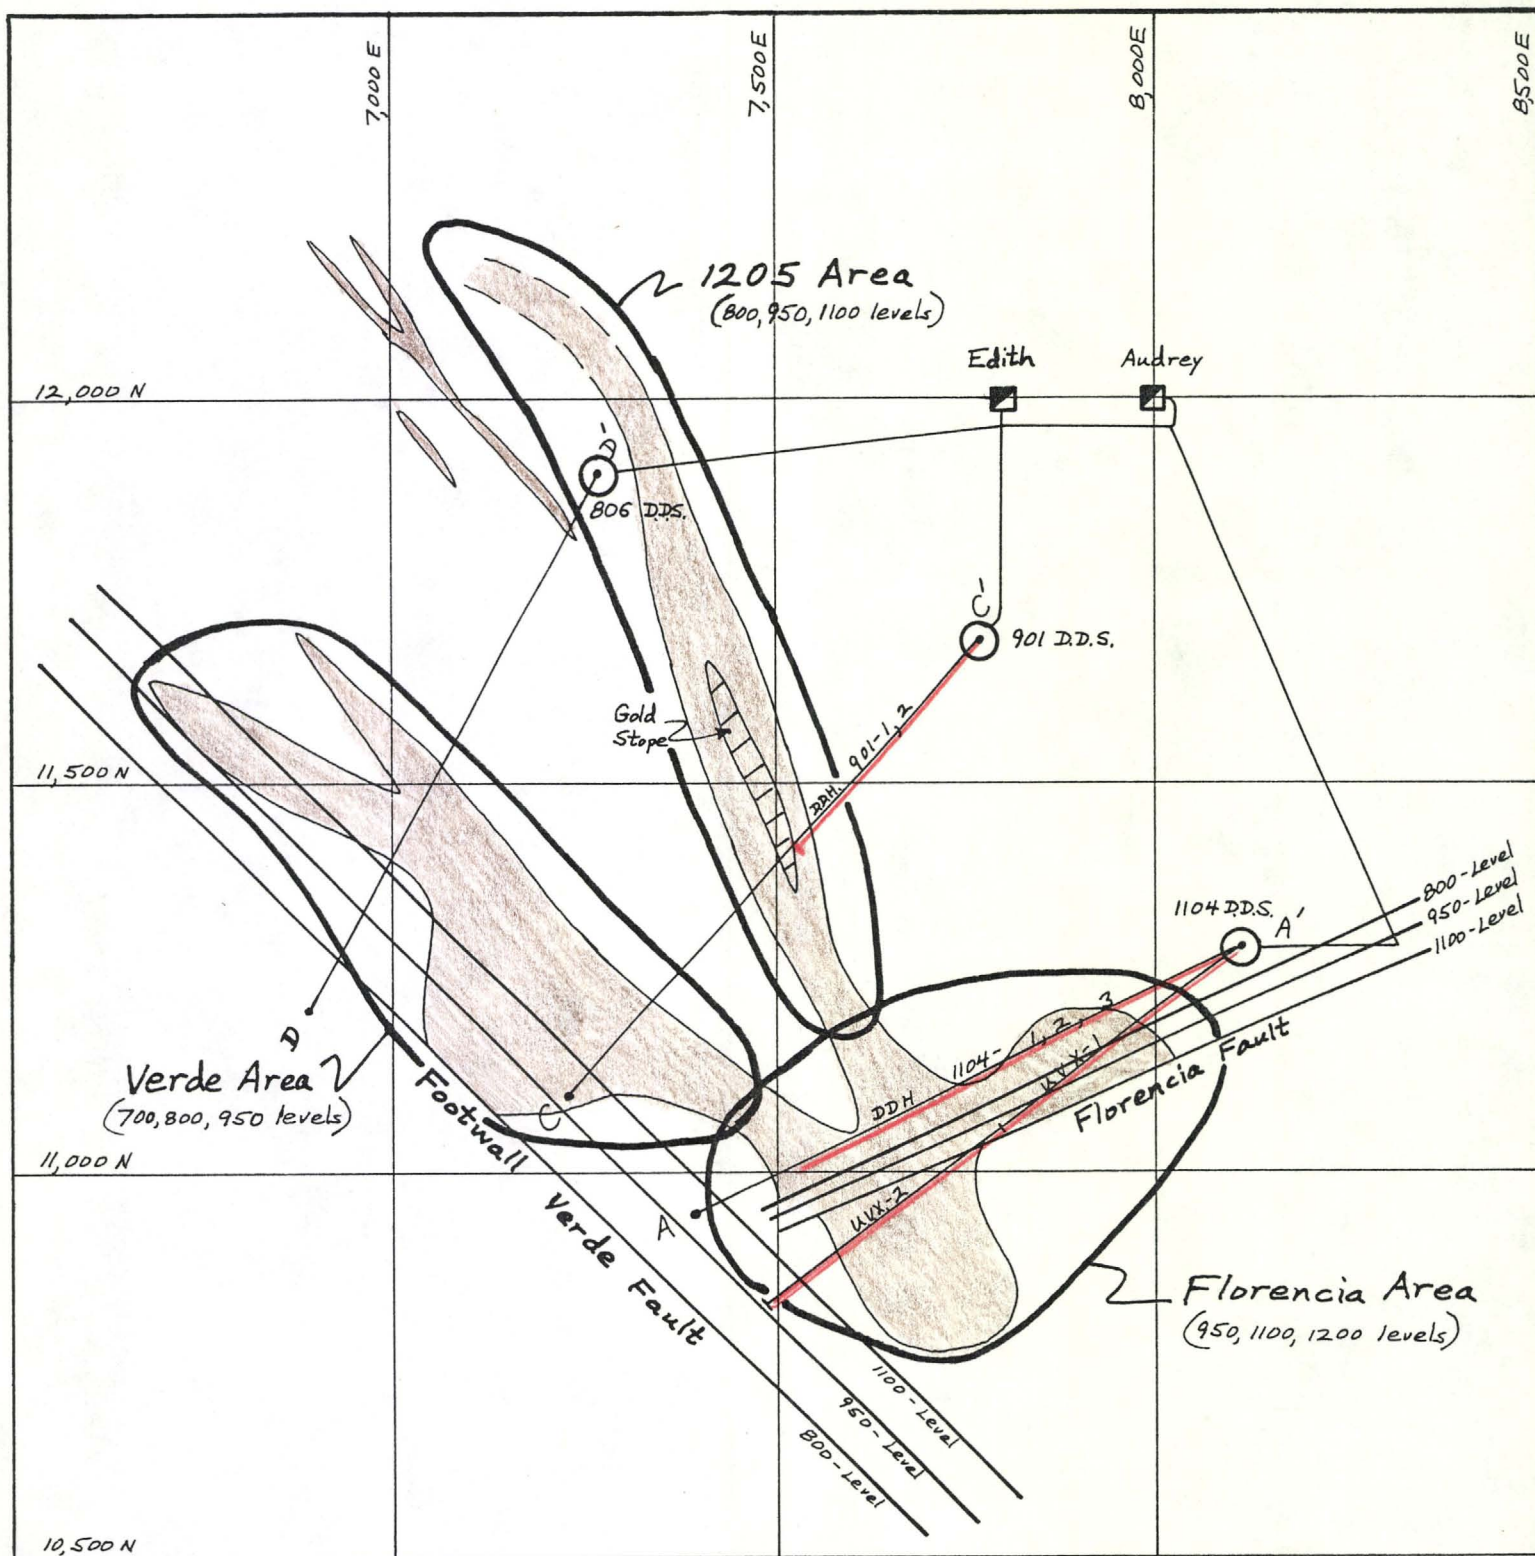 7,000 E
7,500 E
8,000 E
8,500 E
1205 Area
(800, 950, 1100 levels)
Edith
Audrey
12,000 N
D'
806 D.D.S.
C'
901 D.D.S.
Gold
Stope
DDH. 901-1, 2
11,500 N
800-Level
950-Level
1100-Level
1104 D.D.S.
A'
1104- 1, 2, 3
DDH
UVX-1
Florencia Fault
D
Verde Area
(700, 800, 950 levels)
C
Footwall
11,000 N
A
UVX-2
Verde Fault
Florencia Area
(950, 1100, 1200 levels)
1100-Level
950-Level
800-Level
10,500 N